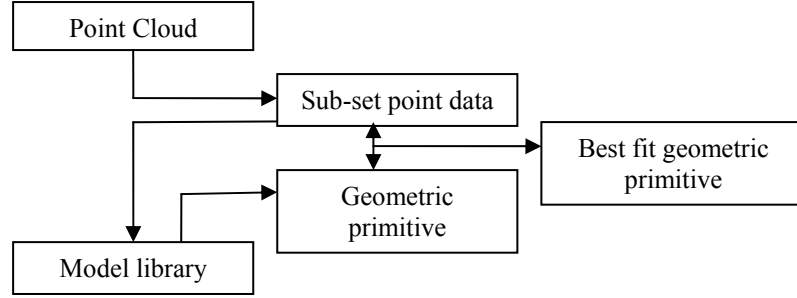 Point Cloud
Sub-set point data
Best fit geometric
primitive
Geometric
primitive
Model library